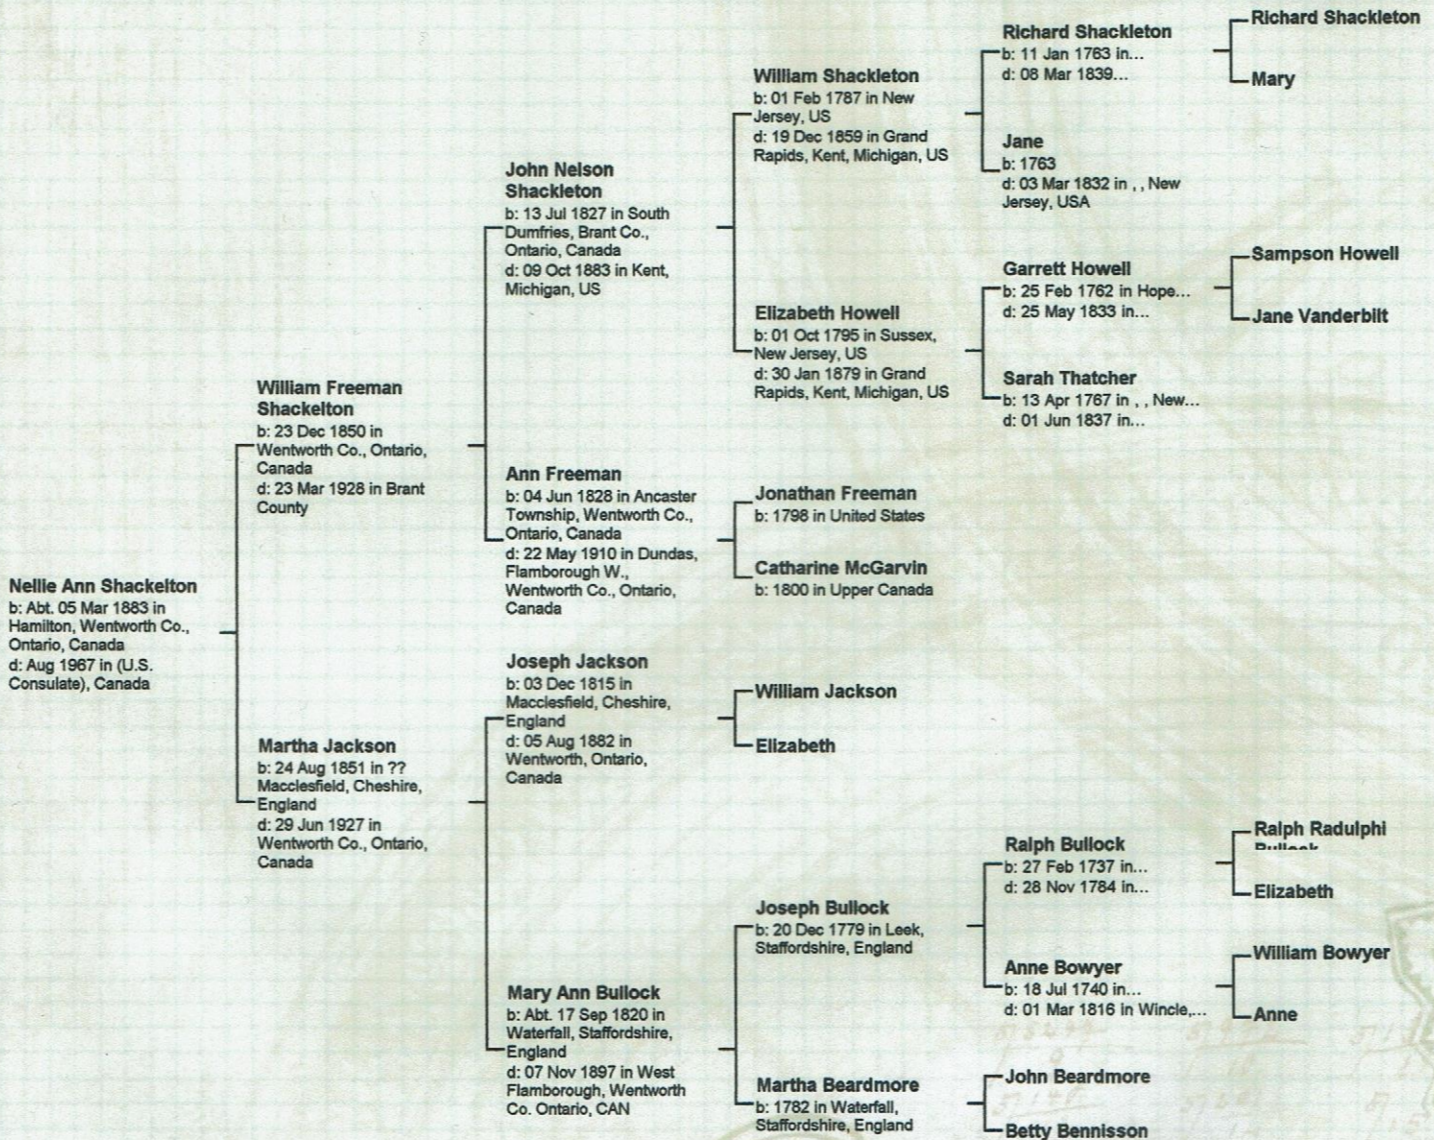 Nellie Ann Shackelton
b: Abt. 05 Mar 1883 in
Hamilton, Wentworth Co.,
Ontario, Canada
d: Aug 1967 in (U.S.
Consulate), Canada
William Freeman
Shackelton
b: 23 Dec 1850 in
Wentworth Co., Ontario,
Canada
d: 23 Mar 1928 in Brant
County
Martha Jackson
b: 24 Aug 1851 in ??
Macclesfield, Cheshire,
England
d: 29 Jun 1927 in
Wentworth Co., Ontario,
Canada
John Nelson
Shackleton
b: 13 Jul 1827 in South
Dumfries, Brant Co.,
Ontario, Canada
d: 09 Oct 1883 in Kent,
Michigan, US
Ann Freeman
b: 04 Jun 1828 in Ancaster
Township, Wentworth Co.,
Ontario, Canada
d: 22 May 1910 in Dundas,
Flamborough W.,
Wentworth Co., Ontario,
Canada
Joseph Jackson
b: 03 Dec 1815 in
Macclesfield, Cheshire,
England
d: 05 Aug 1882 in
Wentworth, Ontario,
Canada
Mary Ann Bullock
b: Abt. 17 Sep 1820 in
Waterfall, Staffordshire,
England
d: 07 Nov 1897 in West
Flamborough, Wentworth
Co. Ontario, CAN
William Shackleton
b: 01 Feb 1787 in New
Jersey, US
d: 19 Dec 1859 in Grand
Rapids, Kent, Michigan, US
Elizabeth Howell
b: 01 Oct 1795 in Sussex,
New Jersey, US
d: 30 Jan 1879 in Grand
Rapids, Kent, Michigan, US
Jonathan Freeman
b: 1798 in United States
Catharine McGarvin
b: 1800 in Upper Canada
William Jackson
Elizabeth
Joseph Bullock
b: 20 Dec 1779 in Leek,
Staffordshire, England
Martha Beardmore
b: 1782 in Waterfall,
Staffordshire, England
Richard Shackleton
b: 11 Jan 1763 in...
d: 08 Mar 1839...
Jane
b: 1763
d: 03 Mar 1832 in , , New
Jersey, USA
Garrett Howell
b: 25 Feb 1762 in Hope...
d: 25 May 1833 in...
Sarah Thatcher
b: 13 Apr 1767 in , , New...
d: 01 Jun 1837 in...
Ralph Bullock
b: 27 Feb 1737 in...
d: 28 Nov 1784 in...
Anne Bowyer
b: 18 Jul 1740 in...
d: 01 Mar 1816 in Wincle,...
John Beardmore
Betty Bennisson
Richard Shackleton
Mary
Sampson Howell
Jane Vanderbilt
Ralph Radulphi
Bullock
Elizabeth
William Bowyer
Anne